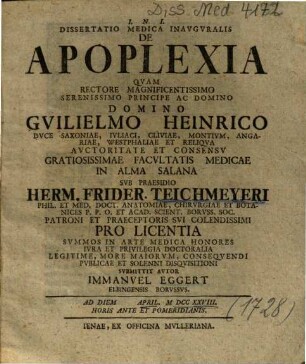 Diss. Med. 4172
I. N. I.
DISSERTATIO MEDICA INAVGVRALIS
DE
APOPLEXIA
QVAM
RECTORE MAGNIFICENTISSIMO
SERENISSIMO PRINCIPE AC DOMINO
DOMINO
GVILIELMO HEINRICO
DVCE SAXONIAE, IVLIACI, CLIVIAE, MONTIVM, ANGA-
RIAE, WESTPHALIAE ET RELIQVA
AVCTORITATE ET CONSENSV
GRATIOSISSIMAE FACVLTATIS MEDICAE
IN ALMA SALANA
SVB PRAESIDIO
HERM. FRIDER. TEICHMEYERI
PHIL. ET MED. DOCT. ANATOMIAE, CHIRVRGIAE ET BOTA-
NICES P. P. O. ET ACAD. SCIENT. BORVSS. SOC.
PATRONI ET PRAECEPTORIS SVI COLENDISSIMI
PRO LICENTIA
SVMMOS IN ARTE MEDICA HONORES
IVRA ET PRIVILEGIA DOCTORALIA
LEGITIME, MORE MAIORVM, CONSEQVENDI
PVBLICAE ET SOLENNI DISQVISITIONI
SVBMITTIT AVTOR
IMMANVEL EGGERT
ELBINGENSIS BORVSSVS.
AD DIEM APRIL. M DCC XXVIII.
HORIS ANTE ET POMERIDIANIS.
(1728)
IENAE, EX OFFICINA MVLLERIANA.